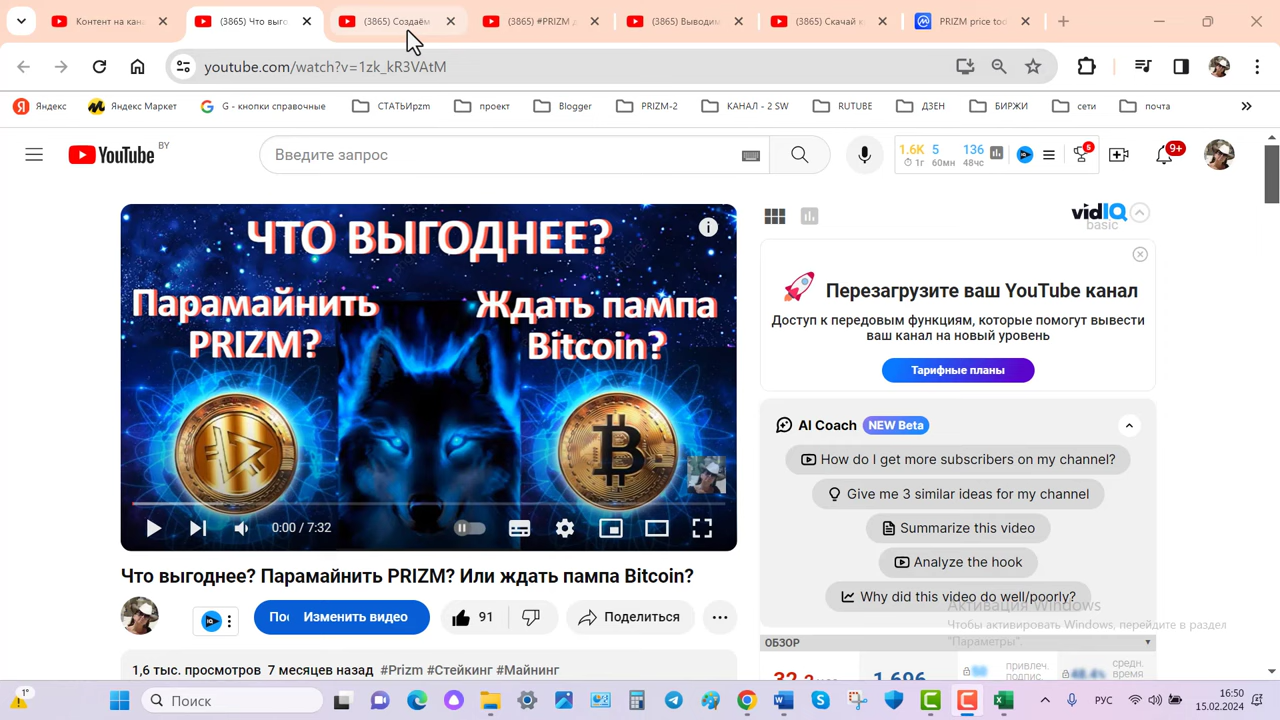 Контент на кан
(3865) Что выго
(3865) Создаём
(3865) #PRIZM д
(3865) Выводим
(3865) Скачай к
PRIZM price tod
youtube.com/watch?v=1zk_kR3VAtM
Яндекс
Яндекс Маркет
G - кнопки справочные
СТАТЬИpzm
проект
Blogger
PRIZM-2
КАНАЛ - 2 SW
RUTUBE
ДЗЕН
БИРЖИ
сети
почта
YouTube BY
Введите запрос
1.6K 5 136
1г 60мн 48чс
6
9+
ЧТО ВЫГОДНЕЕ?
Парамайнить
PRIZM?
Ждать пампа
Bitcoin?
0:00 / 7:32
vidIQ
basic
Перезагрузите ваш YouTube канал
Доступ к передовым функциям, которые помогут вывести
ваш канал на новый уровень
Тарифные планы
AI Coach NEW Beta
How do I get more subscribers on my channel?
Give me 3 similar ideas for my channel
Summarize this video
Analyze the hook
Why did this video do well/poorly?
Что выгоднее? Парамайнить PRIZM? Или ждать пампа Bitcoin?
Пос
Изменить видео
91
Поделиться
1,6 тыс. просмотров 7 месяцев назад #Prizm #Стейкинг #Майнинг
Активация Windows
Чтобы активировать Windows, перейдите в раздел
"Параметры".
ОБЗОР
1 696
привлеч.
подпис.
средн.
время.
1°
Поиск
РУС
16:50
15.02.2024